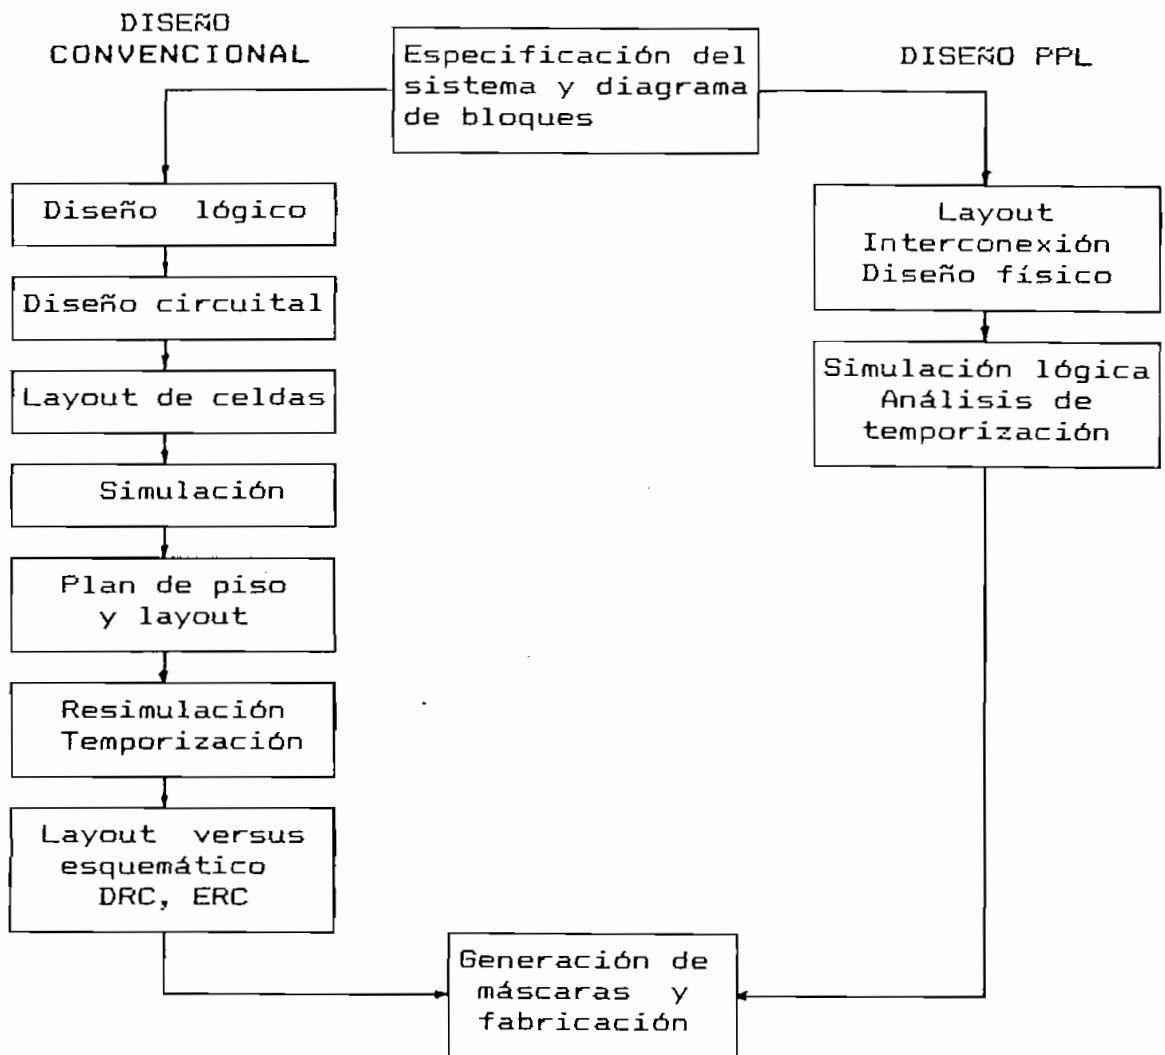 DISEÑO
CONVENCIONAL
Especificación del
sistema y diagrama
de bloques
DISEÑO PPL
Diseño lógico
Diseño circuital
Layout de celdas
Simulación
Plan de piso
y layout
Resimulación
Temporización
Layout versus
esquemático
DRC, ERC
Layout
Interconexión
Diseño físico
Simulación lógica
Análisis de
temporización
Generación de
máscaras y
fabricación